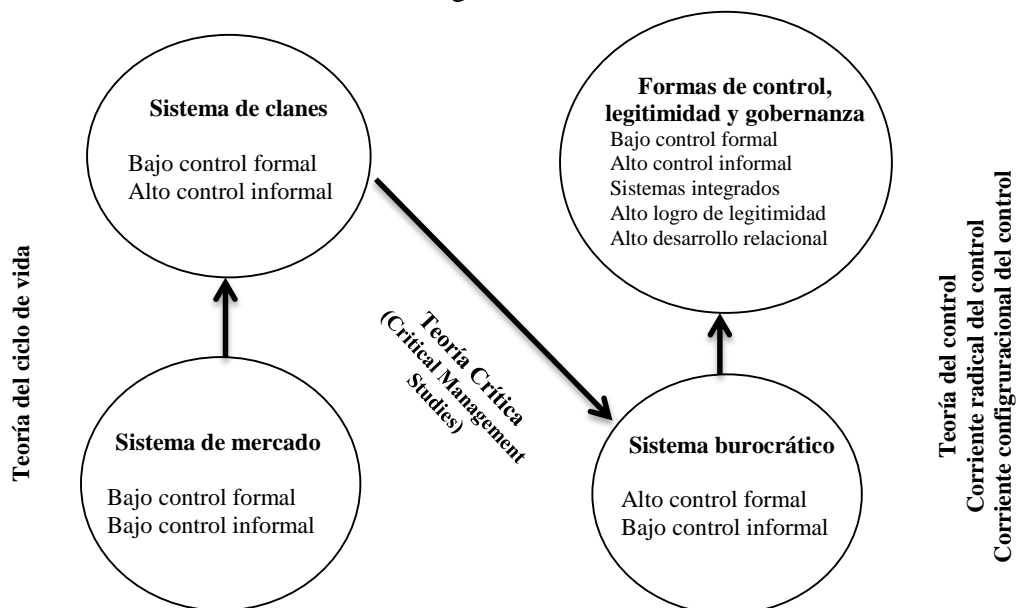 Sistema de clanes
Bajo control formal
Alto control informal
Formas de control,
legitimidad y gobernanza
Bajo control formal
Alto control informal
Sistemas integrados
Alto logro de legitimidad
Alto desarrollo relacional
Teoría del ciclo de vida
Teoría Crítica
(Critical Management
Studies)
Sistema de mercado
Bajo control formal
Bajo control informal
Sistema burocrático
Alto control formal
Bajo control informal
Teoría del control
Corriente radical del control
Corriente configruracional del control